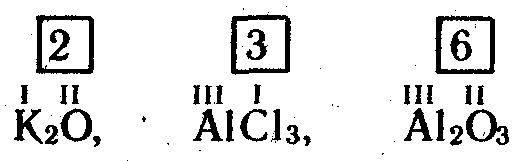 2 3 6
I II III I III II
K₂O, AlCl₃, Al₂O₃